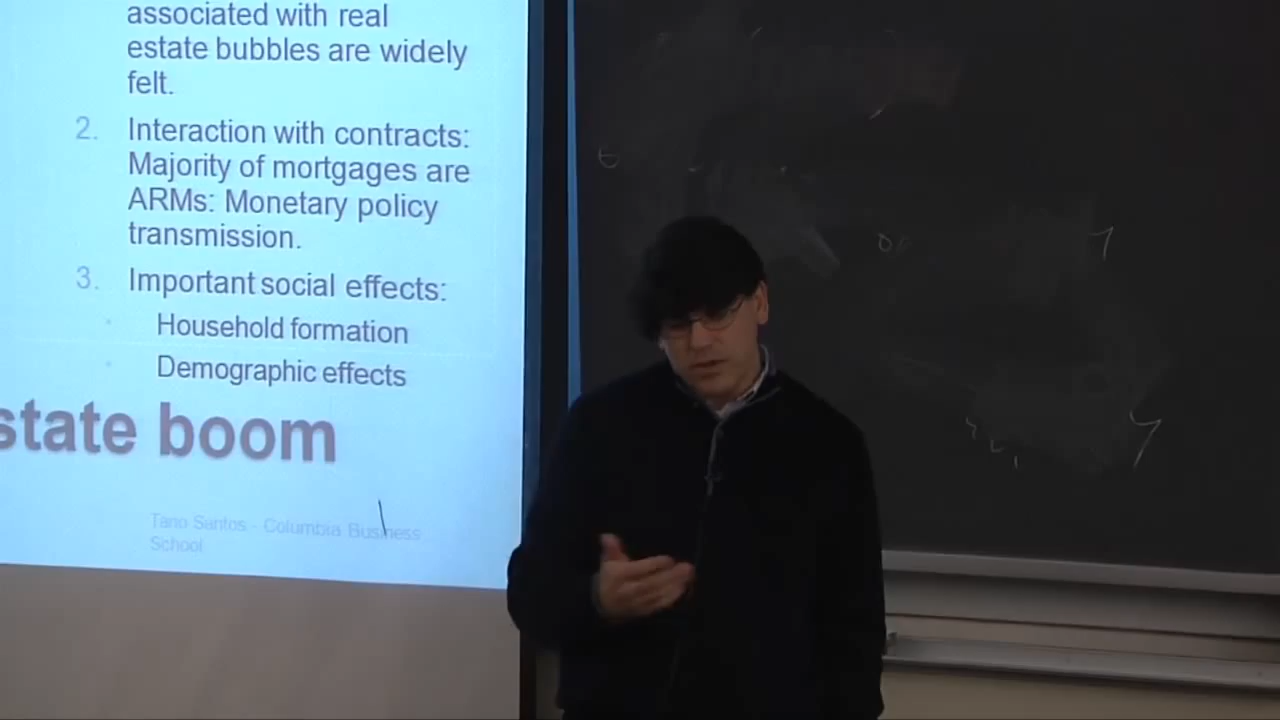 associated with real
estate bubbles are widely
felt.
2. Interaction with contracts:
Majority of mortgages are
ARMs: Monetary policy
transmission.
3. Important social effects:
Household formation
Demographic effects
state boom
Tano Santos - Columbia Business
School